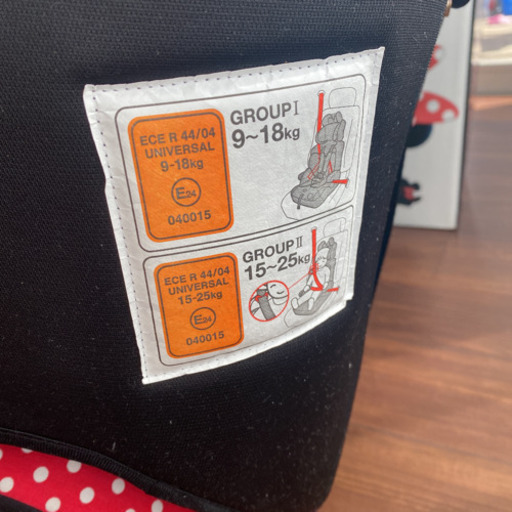 ECE R 44/04
UNIVERSAL
9-18kg
E24
040015
GROUP I
9~18kg
ECE R 44/04
UNIVERSAL
15-25kg
E24
040015
GROUP II
15~25kg